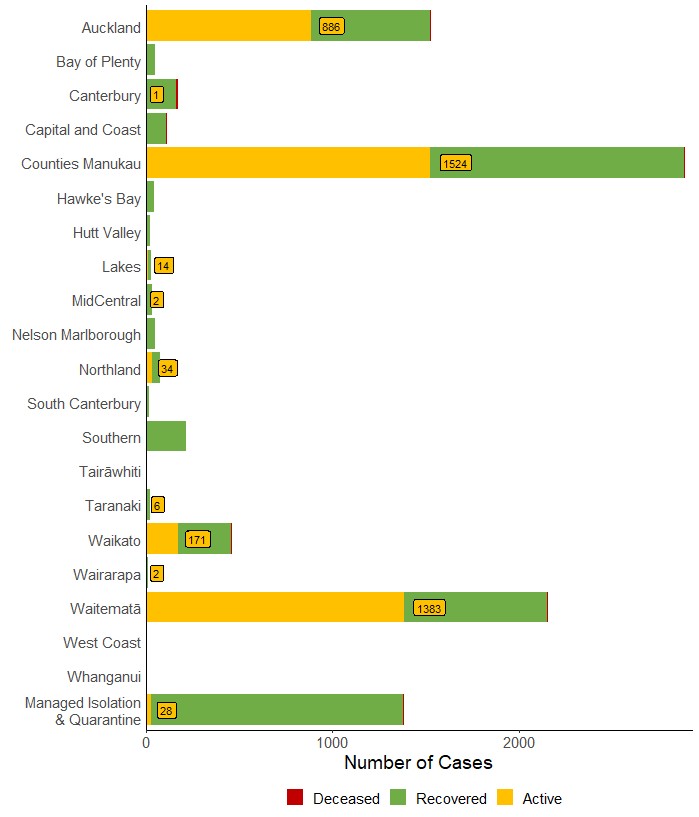 Auckland 886
Bay of Plenty
Canterbury 1
Capital and Coast
Counties Manukau 1524
Hawke's Bay
Hutt Valley
Lakes 14
MidCentral 2
Nelson Marlborough
Northland 34
South Canterbury
Southern
Tairāwhiti
Taranaki 6
Waikato 171
Wairarapa 2
Waitematā 1383
West Coast
Whanganui
Managed Isolation
& Quarantine 28
0 1000 2000
Number of Cases
Deceased Recovered Active